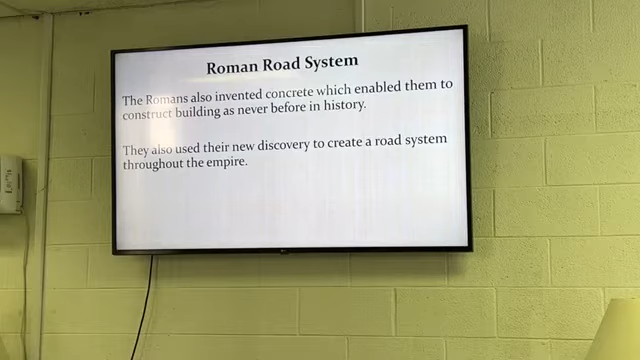 Roman Road System
The Romans also invented concrete which enabled them to
construct building as never before in history.
They also used their new discovery to create a road system
throughout the empire.